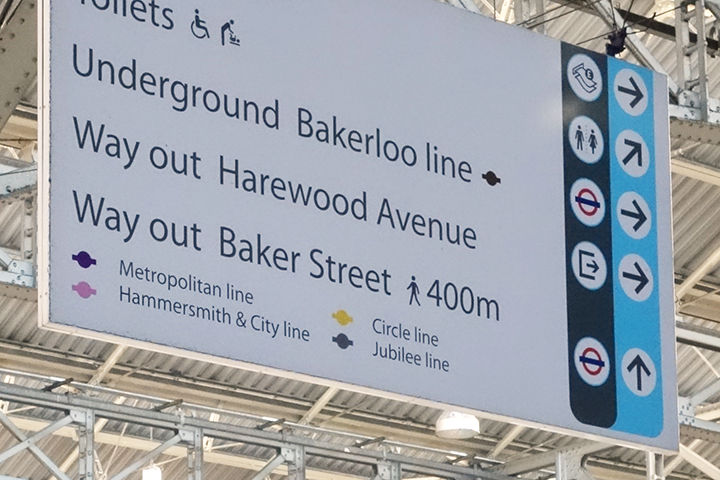 Toilets
Underground Bakerloo line
Way out Harewood Avenue
Way out Baker Street 400m
Metropolitan line
Hammersmith & City line
Circle line
Jubilee line